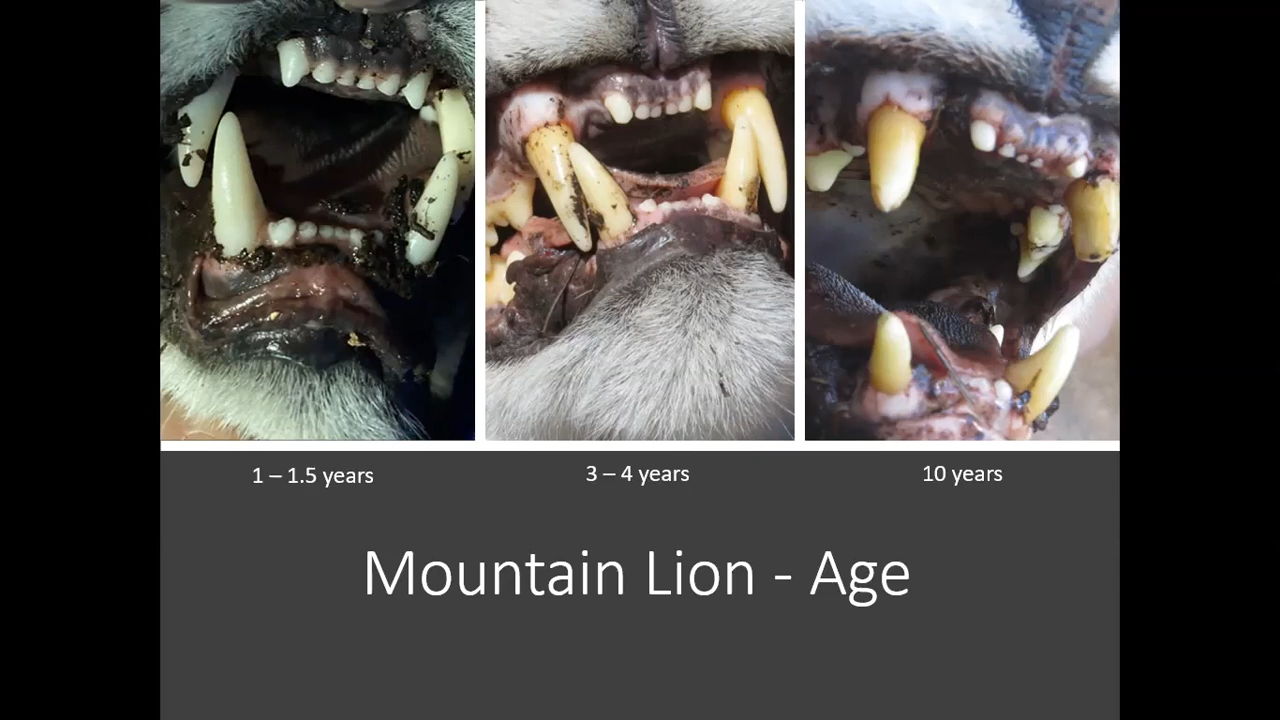 1 – 1.5 years
3 – 4 years
10 years
Mountain Lion - Age